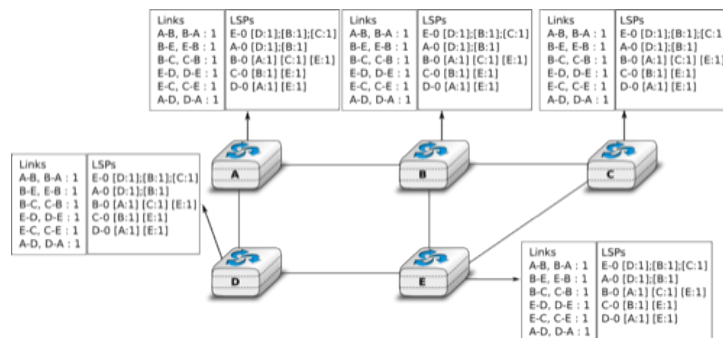 Links
A-B, B-A : 1
B-E, E-B : 1
B-C, C-B : 1
E-D, D-E : 1
E-C, C-E : 1
A-D, D-A : 1
LSPs
E-0 [D:1];[B:1];[C:1]
A-0 [D:1];[B:1]
B-0 [A:1] [C:1] [E:1]
C-0 [B:1] [E:1]
D-0 [A:1] [E:1]
Links
A-B, B-A : 1
B-E, E-B : 1
B-C, C-B : 1
E-D, D-E : 1
E-C, C-E : 1
A-D, D-A : 1
LSPs
E-0 [D:1];[B:1];[C:1]
A-0 [D:1];[B:1]
B-0 [A:1] [C:1] [E:1]
C-0 [B:1] [E:1]
D-0 [A:1] [E:1]
Links
A-B, B-A : 1
B-E, E-B : 1
B-C, C-B : 1
E-D, D-E : 1
E-C, C-E : 1
A-D, D-A : 1
LSPs
E-0 [D:1];[B:1];[C:1]
A-0 [D:1];[B:1]
B-0 [A:1] [C:1] [E:1]
C-0 [B:1] [E:1]
D-0 [A:1] [E:1]
A
B
C
Links
A-B, B-A : 1
B-E, E-B : 1
B-C, C-B : 1
E-D, D-E : 1
E-C, C-E : 1
A-D, D-A : 1
LSPs
E-0 [D:1];[B:1];[C:1]
A-0 [D:1];[B:1]
B-0 [A:1] [C:1] [E:1]
C-0 [B:1] [E:1]
D-0 [A:1] [E:1]
D
E
Links
A-B, B-A : 1
B-E, E-B : 1
B-C, C-B : 1
E-D, D-E : 1
E-C, C-E : 1
A-D, D-A : 1
LSPs
E-0 [D:1];[B:1];[C:1]
A-0 [D:1];[B:1]
B-0 [A:1] [C:1] [E:1]
C-0 [B:1] [E:1]
D-0 [A:1] [E:1]